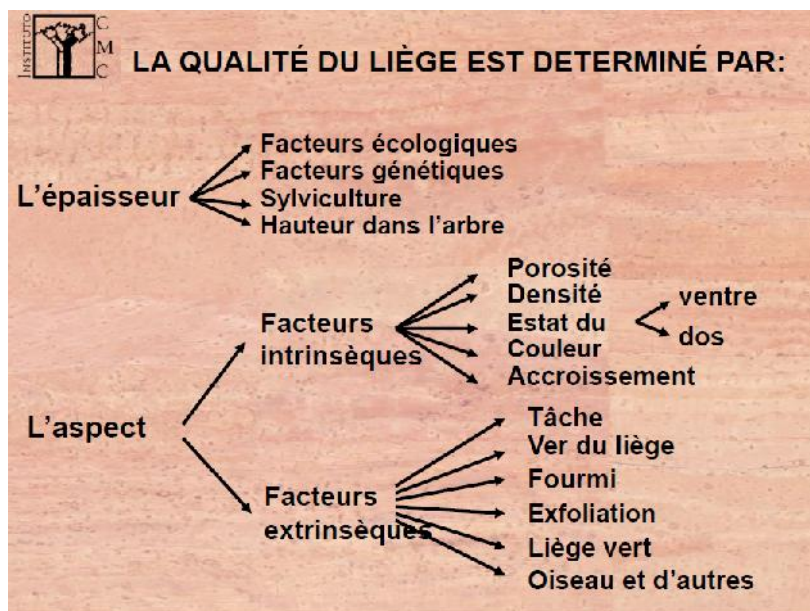 INSTITUTO
CMC
LA QUALITÉ DU LIÈGE EST DETERMINÉ PAR:
L'épaisseur
Facteurs écologiques
Facteurs génétiques
Sylviculture
Hauteur dans l'arbre
L'aspect
Facteurs
intrinsèques
Porosité
Densité
Estat du
Couleur
Accroissement
ventre
dos
Facteurs
extrinsèques
Tâche
Ver du liège
Fourmi
Exfoliation
Liège vert
Oiseau et d'autres